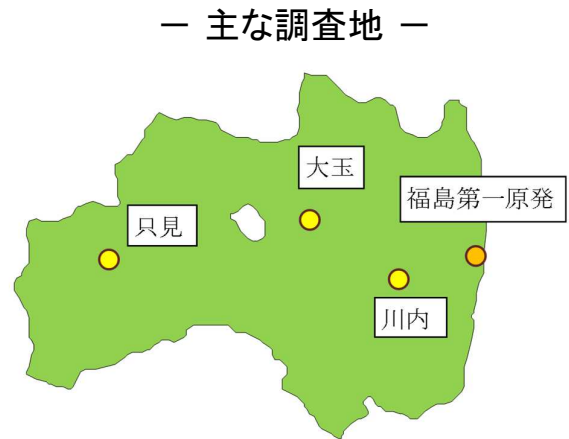 ― 主な調査地 ―
大玉
福島第一原発
只見
川内